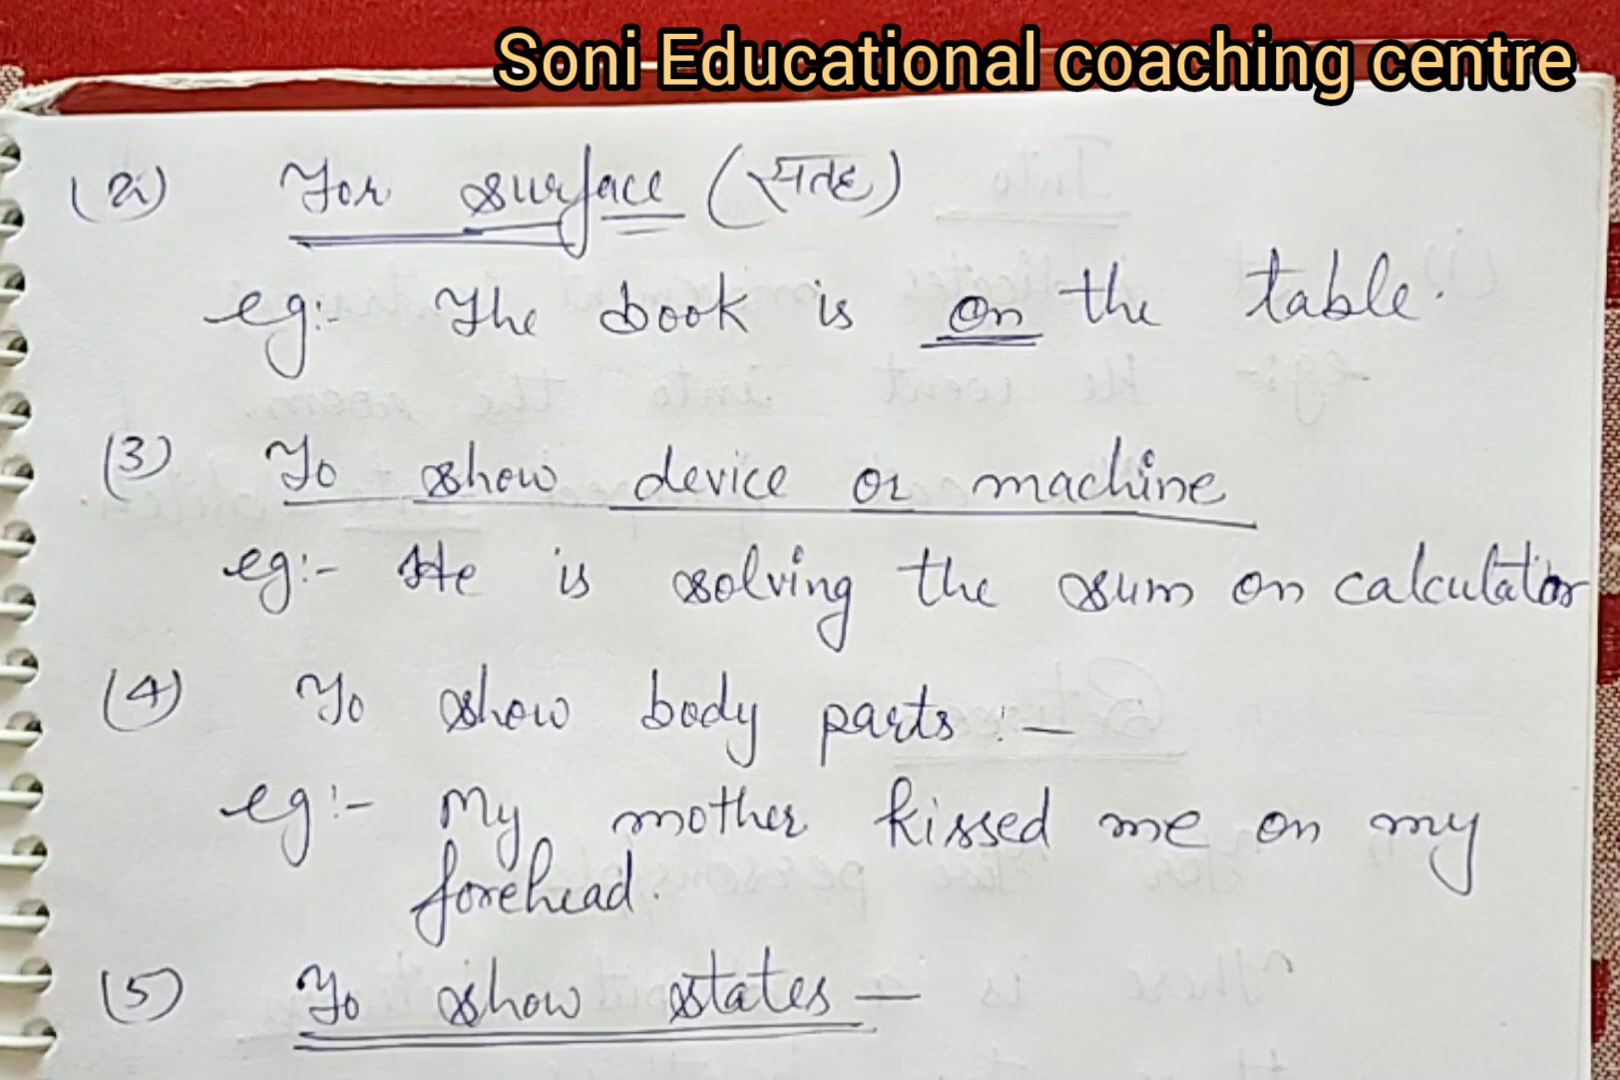 Soni Educational coaching centre
(2) For surface (सतह)
eg:- The book is on the table.
(3) To show device or machine
eg:- He is solving the sum on calculator
(4) To show body parts :-
eg:- My mother kissed me on my
forehead.
(5) To show states -